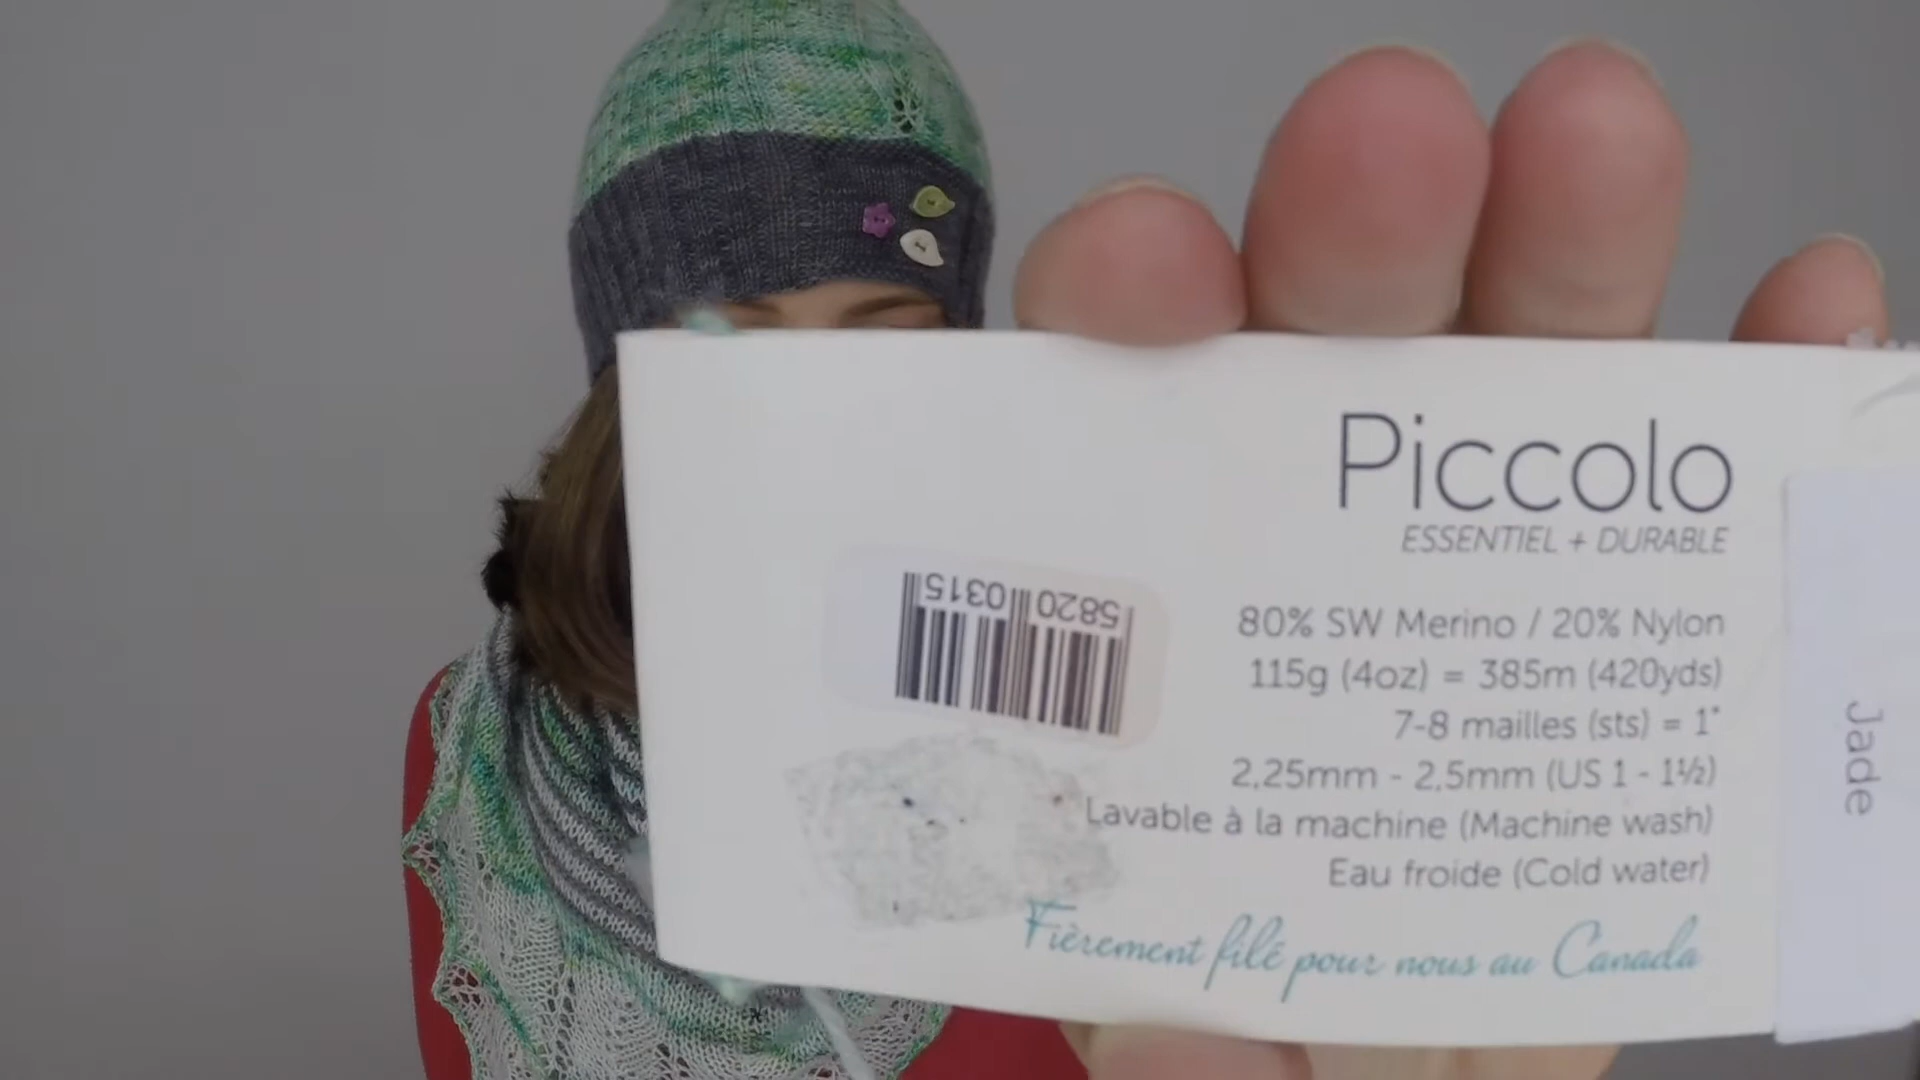 Piccolo
ESSENTIEL + DURABLE
5820 0315
80% SW Merino / 20% Nylon
115g (4oz) = 385m (420yds)
7-8 mailles (sts) = 1"
2,25mm - 2,5mm (US 1 - 1½)
Lavable à la machine (Machine wash)
Eau froide (Cold water)
Fièrement filé pour nous au Canada
Jade